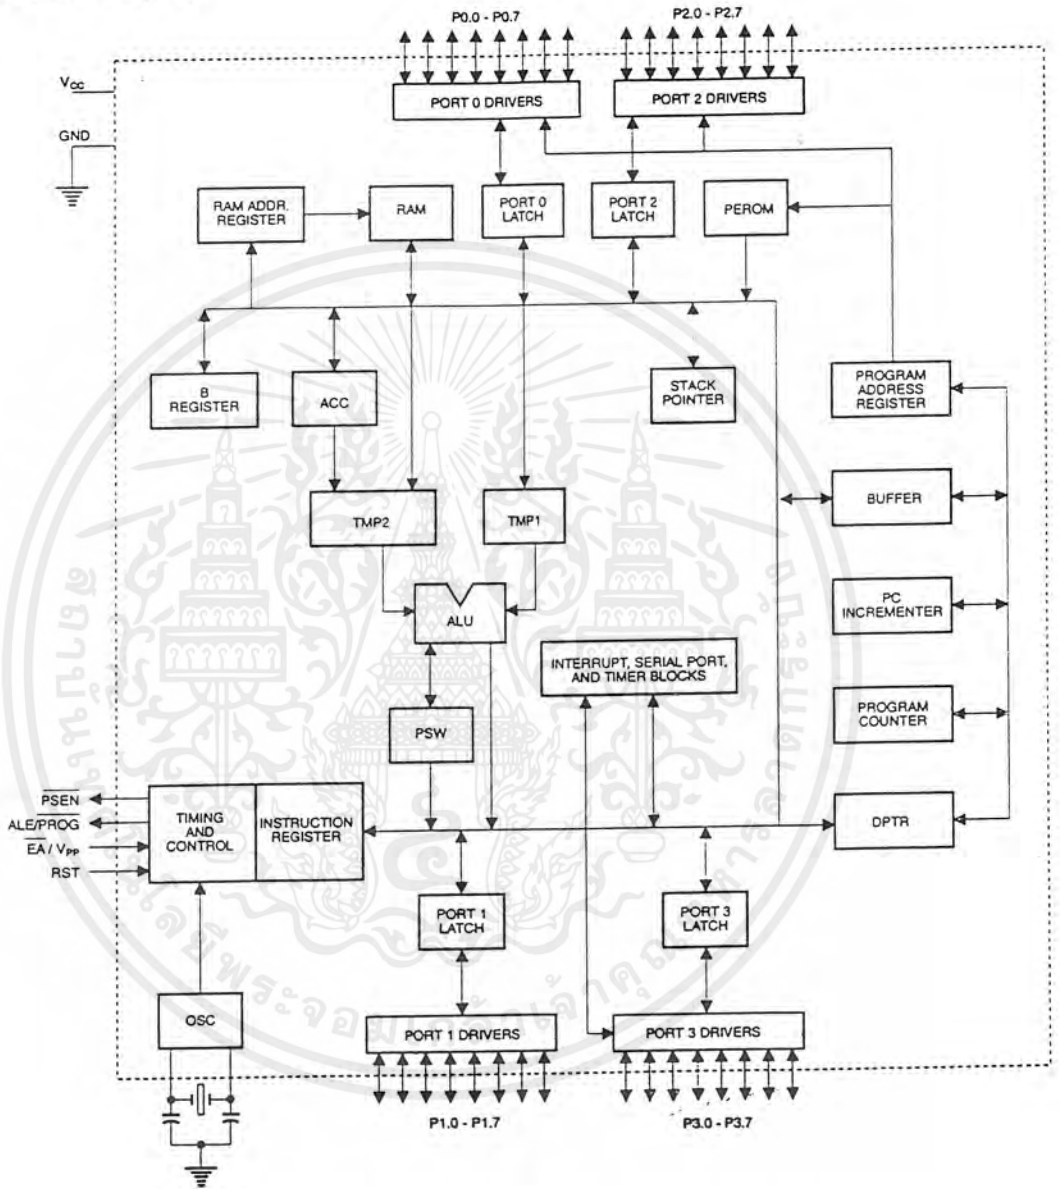 P0.0 - P0.7
P2.0 - P2.7
VCC
GND
PORT 0 DRIVERS
PORT 2 DRIVERS
RAM ADDR.
REGISTER
RAM
PORT 0
LATCH
PORT 2
LATCH
PEROM
B
REGISTER
ACC
STACK
POINTER
PROGRAM
ADDRESS
REGISTER
TMP2
TMP1
BUFFER
ALU
PC
INCREMENTER
INTERRUPT, SERIAL PORT,
AND TIMER BLOCKS
PROGRAM
COUNTER
PSW
PSEN
ALE/PROG
EA / VPP
RST
TIMING
AND
CONTROL
INSTRUCTION
REGISTER
DPTR
PORT 1
LATCH
PORT 3
LATCH
OSC
PORT 1 DRIVERS
PORT 3 DRIVERS
P1.0 - P1.7
P3.0 - P3.7